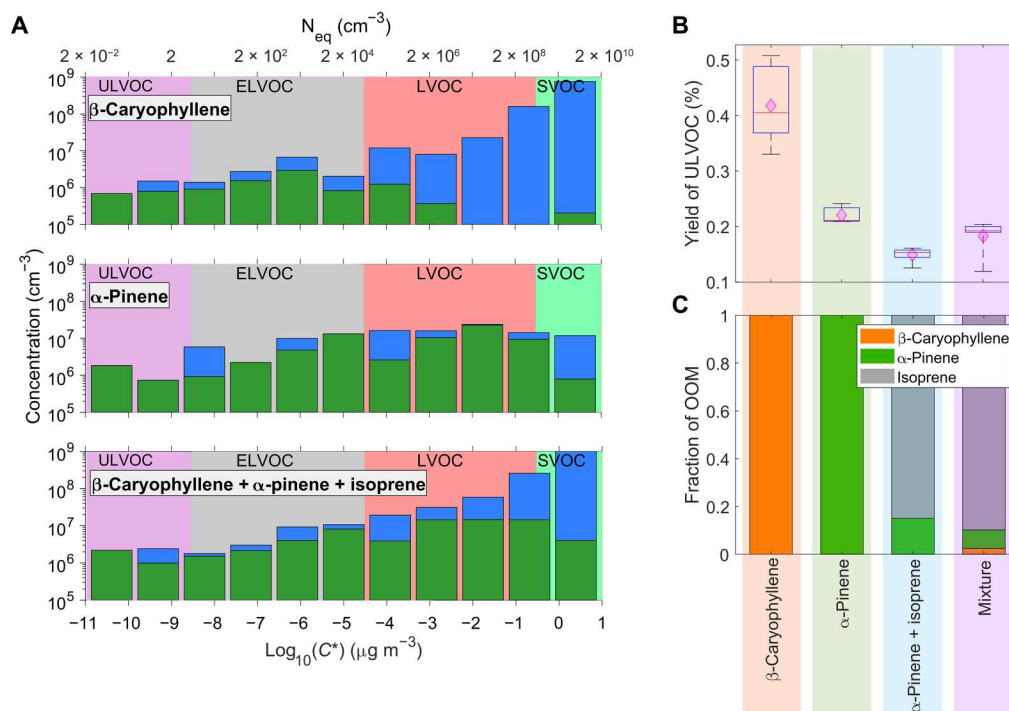 A
N_eq (cm⁻³)
2 × 10⁻² 2 2 × 10² 2 × 10⁴ 2 × 10⁶ 2 × 10⁸ 2 × 10¹⁰
10⁹
10⁸
10⁷
10⁶
10⁵
ULVOC ELVOC LVOC SVOC
β-Caryophyllene
10⁹
10⁸
10⁷
10⁶
10⁵
ULVOC ELVOC LVOC SVOC
α-Pinene
Concentration (cm⁻³)
10⁹
10⁸
10⁷
10⁶
10⁵
ULVOC ELVOC LVOC SVOC
β-Caryophyllene + α-pinene + isoprene
−11 −10 −9 −8 −7 −6 −5 −4 −3 −2 −1 0 1
Log₁₀(C*) (μg m⁻³)
B
Yield of ULVOC (%)
0.5
0.4
0.3
0.2
0.1
C
Fraction of OOM
1
0.8
0.6
0.4
0.2
0
β-Caryophyllene
α-Pinene
Isoprene
β-Caryophyllene
α-Pinene
α-Pinene + isoprene
Mixture